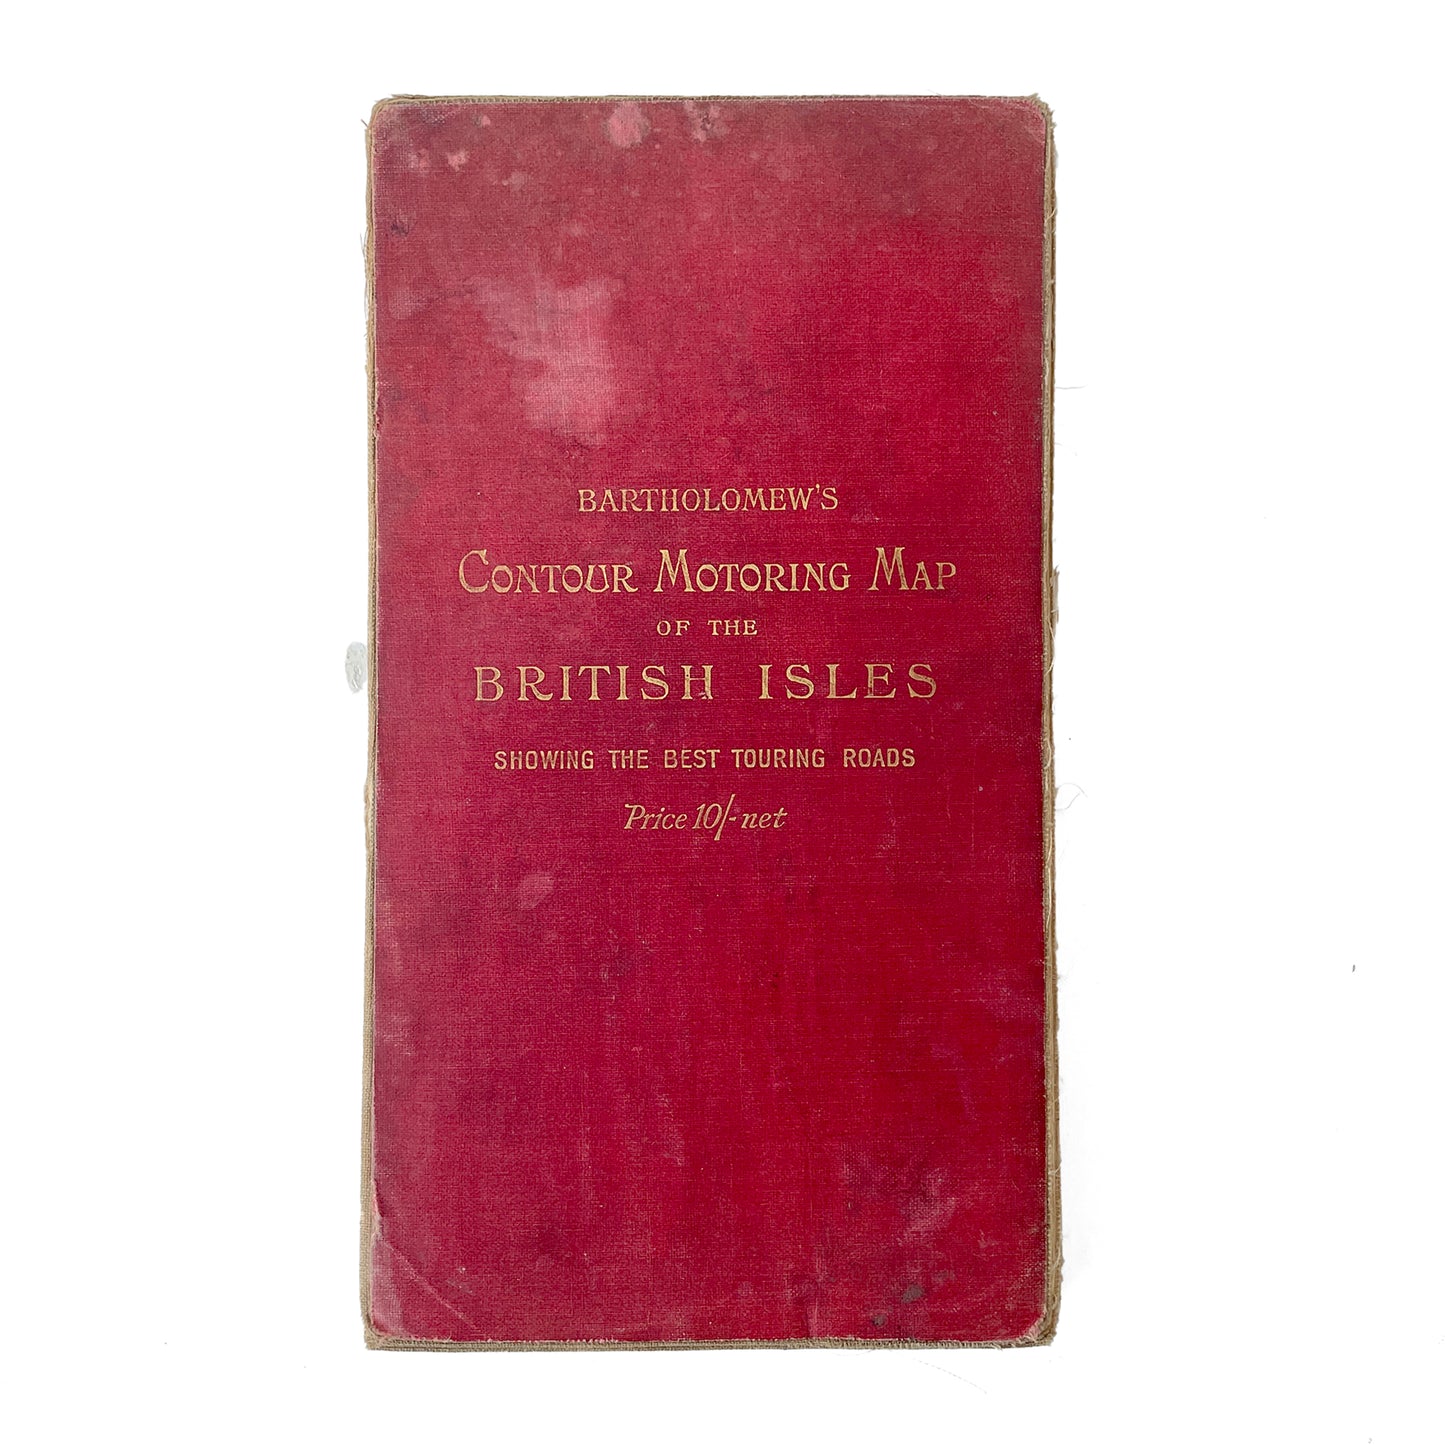 BARTHOLOMEW'S
CONTOUR MOTORING MAP
OF THE
BRITISH ISLES
SHOWING THE BEST TOURING ROADS
Price 10/- net